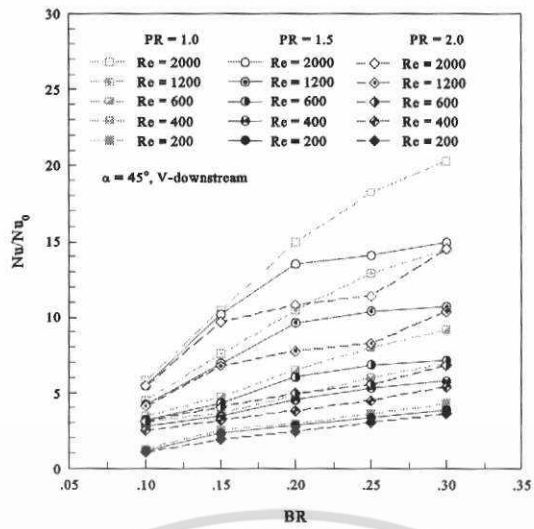 30
25
20
15
10
5
0
Nu/Nu0
PR = 1.0 PR = 1.5 PR = 2.0
Re = 2000 Re = 2000 Re = 2000
Re = 1200 Re = 1200 Re = 1200
Re = 600 Re = 600 Re = 600
Re = 400 Re = 400 Re = 400
Re = 200 Re = 200 Re = 200
α = 45°, V-downstream
.05 .10 .15 .20 .25 .30 .35
BR